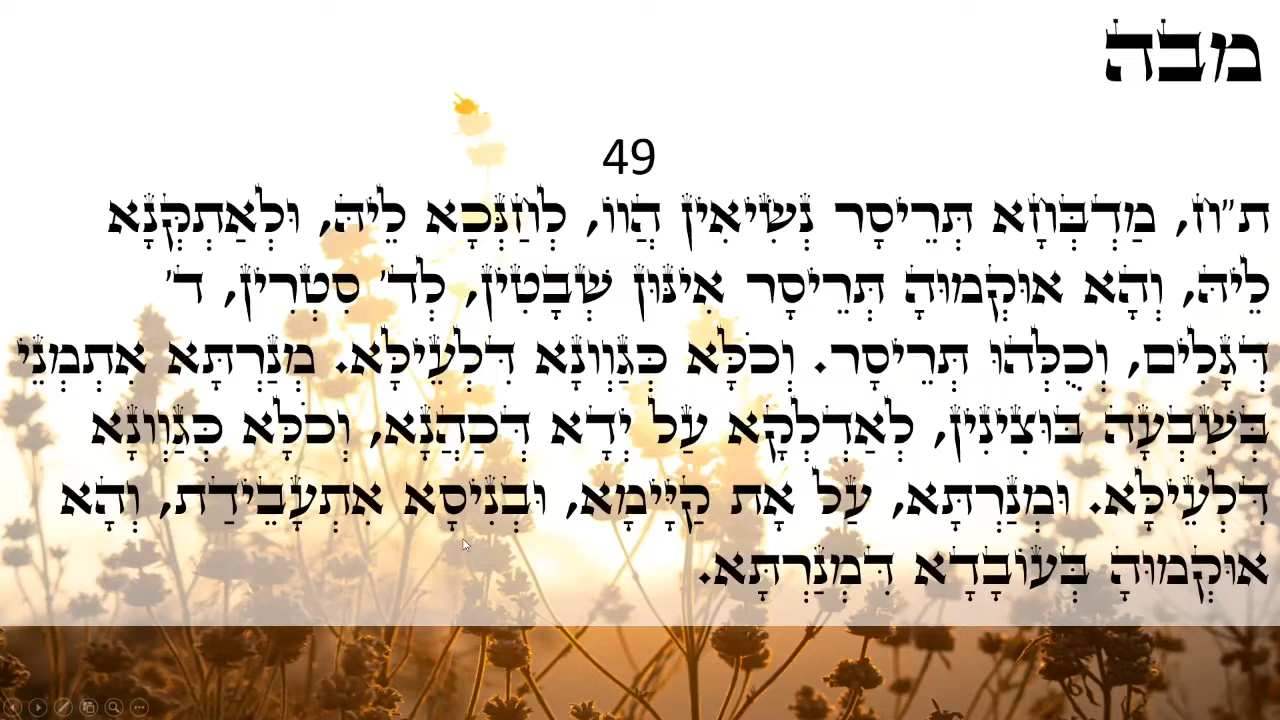 מבה
49
ת"ח, מַדְבְּחָא תְּרֵיסָר נְשִׂיאִין הֲווֹ, לְחַנְּכָא לֵיהּ, וּלְאַתְקְנָא
לֵיהּ, וְהָא אוּקְמוּהָ תְּרֵיסָר אִינּוּן שְׁבָטִין, לְד' סִטְרִין, ד'
דְּגָלִים, וְכֻלְּהוּ תְּרֵיסָר. וְכֹלָּא כְּגַוְונָא דִּלְעֵילָּא. מְנַרְתָּא אִתְמְנֵי
בְּשִׁבְעָה בּוּצִינִין, לְאַדְלְקָא עַל יְדָא דְּכַהֲנָא, וְכֹלָּא כְּגַוְונָא
דִּלְעֵילָּא. וּמְנַרְתָּא, עַל אָת קַיָּימָא, וּבְנִיסָא אִתְעָבֵידַת, וְהָא
אוּקְמוּהָ בְּעוֹבָדָא דִּמְנַרְתָּא.